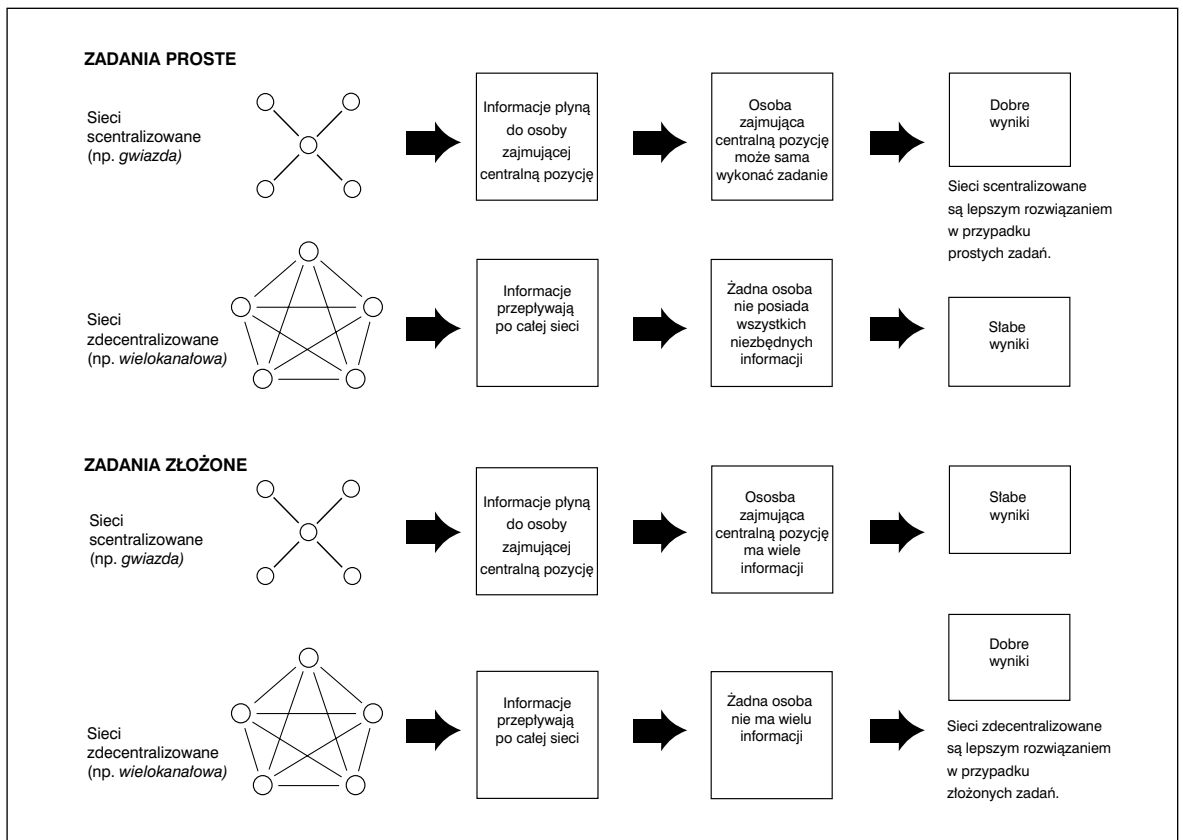 ZADANIA PROSTE
Sieci
scentralizowane
(np. gwiazda)
Informacje płyną
do osoby
zajmującej
centralną pozycję
Osoba
zajmująca
centralną pozycję
może sama
wykonać zadanie
Dobre
wyniki
Sieci scentralizowane
są lepszym rozwiązaniem
w przypadku
prostych zadań.
Sieci
zdecentralizowane
(np. wielokanałowa)
Informacje
przepływają
po całej sieci
Żadna osoba
nie posiada
wszystkich
niezbędnych
informacji
Słabe
wyniki
ZADANIA ZŁOŻONE
Sieci
scentralizowane
(np. gwiazda)
Informacje płyną
do osoby
zajmującej
centralną pozycję
Ososba
zajmująca
centralną pozycję
ma wiele
informacji
Słabe
wyniki
Sieci
zdecentralizowane
(np. wielokanałowa)
Informacje
przepływają
po całej sieci
Żadna osoba
nie ma wielu
informacji
Dobre
wyniki
Sieci zdecentralizowane
są lepszym rozwiązaniem
w przypadku
złożonych zadań.